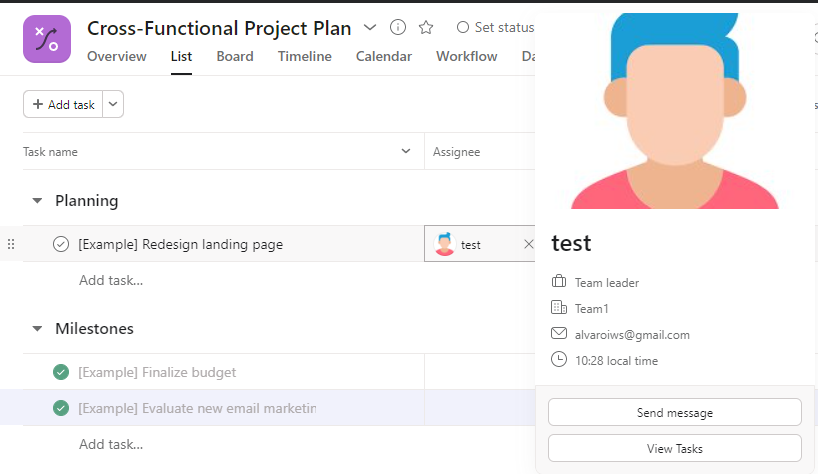 Cross-Functional Project Plan
Set status
Overview List Board Timeline Calendar Workflow Da
+ Add task
Task name
Assignee
Planning
[Example] Redesign landing page
test
Add task...
Milestones
[Example] Finalize budget
[Example] Evaluate new email marketin
Add task...
test
Team leader
Team1
alvaroiws@gmail.com
10:28 local time
Send message
View Tasks